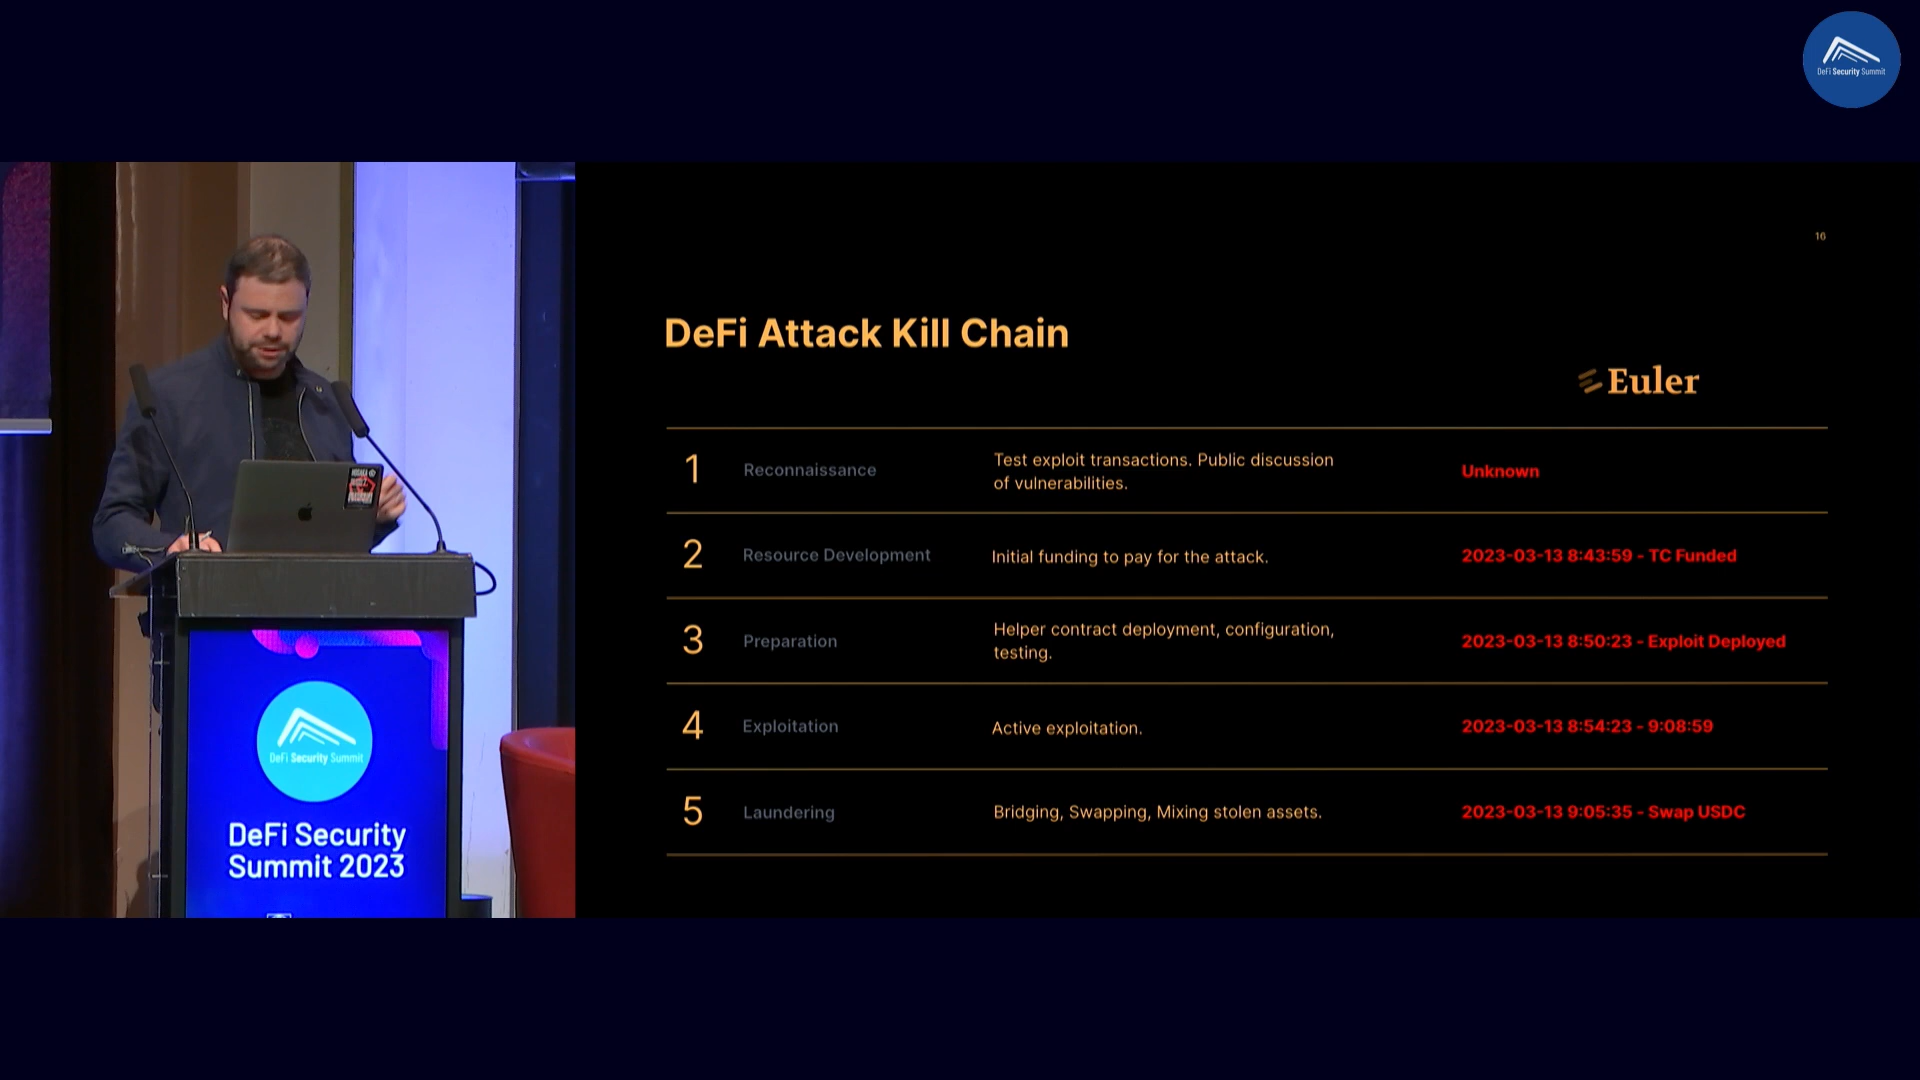 DeFi Security Summit
16
DeFi Attack Kill Chain
Euler
1 Reconnaissance Test exploit transactions. Public discussion of vulnerabilities. Unknown
2 Resource Development Initial funding to pay for the attack. 2023-03-13 8:43:59 - TC Funded
3 Preparation Helper contract deployment, configuration, testing. 2023-03-13 8:50:23 - Exploit Deployed
4 Exploitation Active exploitation. 2023-03-13 8:54:23 - 9:08:59
5 Laundering Bridging, Swapping, Mixing stolen assets. 2023-03-13 9:05:35 - Swap USDC
DeFi Security Summit
DeFi Security
Summit 2023